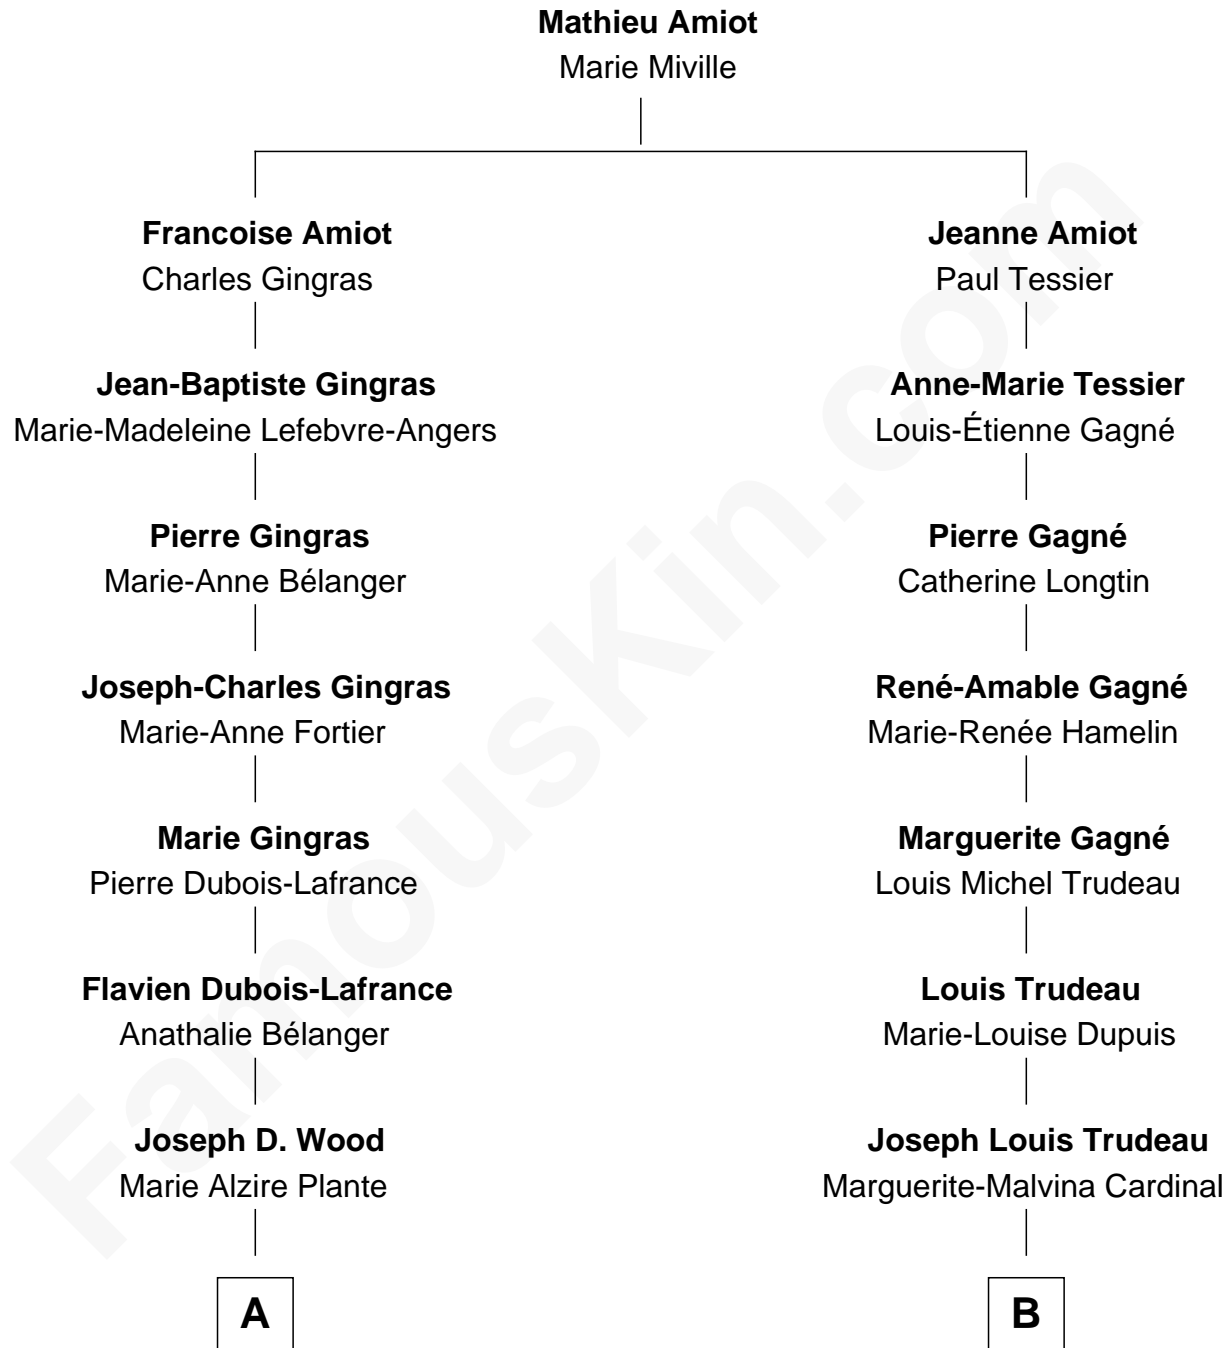 Mathieu Amiot
Marie Miville
Francoise Amiot
Charles Gingras
Jeanne Amiot
Paul Tessier
Jean-Baptiste Gingras
Marie-Madeleine Lefebvre-Angers
Anne-Marie Tessier
Louis-Étienne Gagné
Pierre Gingras
Marie-Anne Bélanger
Pierre Gagné
Catherine Longtin
Joseph-Charles Gingras
Marie-Anne Fortier
René-Amable Gagné
Marie-Renée Hamelin
Marie Gingras
Pierre Dubois-Lafrance
Marguerite Gagné
Louis Michel Trudeau
Flavien Dubois-Lafrance
Anathalie Bélanger
Louis Trudeau
Marie-Louise Dupuis
Joseph D. Wood
Marie Alzire Plante
Joseph Louis Trudeau
Marguerite-Malvina Cardinal
A
B
FamousKin.com